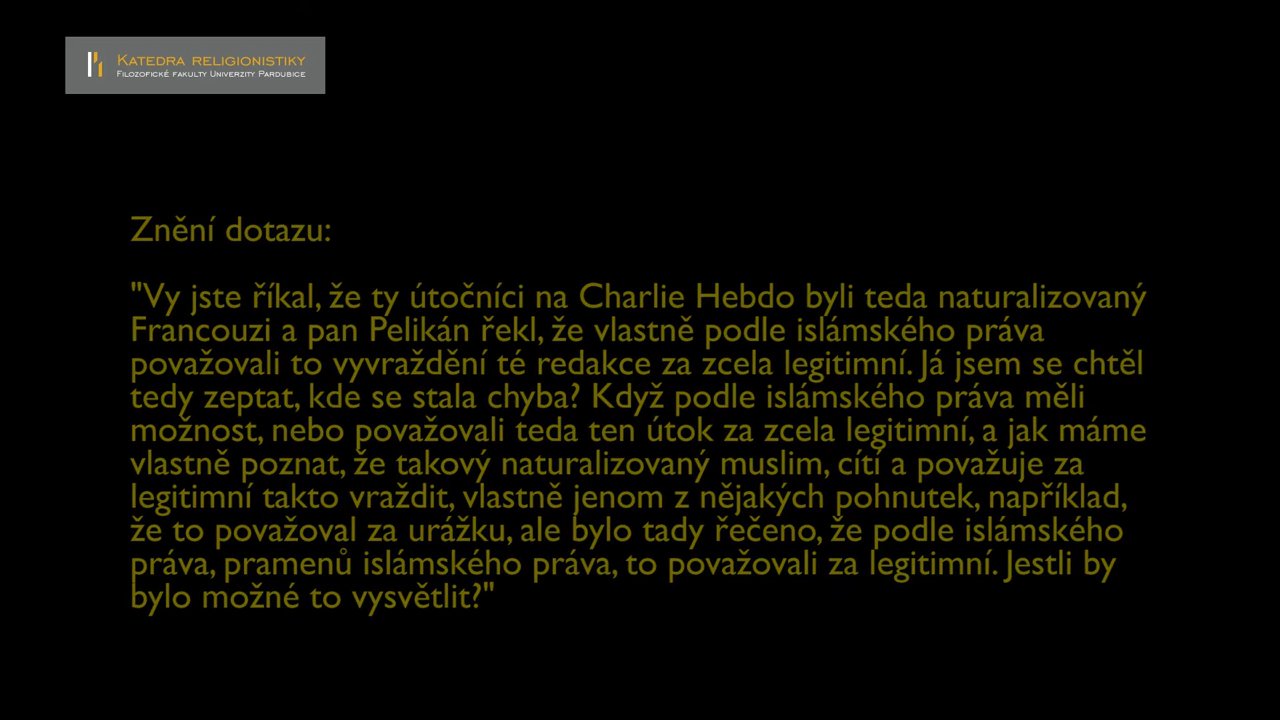 KATEDRA RELIGIONISTIKY
FILOZOFICKÉ FAKULTY UNIVERZITY PARDUBICE
Znění dotazu:
"Vy jste říkal, že ty útočníci na Charlie Hebdo byli teda naturalizovaný
Francouzi a pan Pelikán řekl, že vlastně podle islámského práva
považovali to vyvraždění té redakce za zcela legitimní. Já jsem se chtěl
tedy zeptat, kde se stala chyba? Když podle islámského práva měli
možnost, nebo považovali teda ten útok za zcela legitimní, a jak máme
vlastně poznat, že takový naturalizovaný muslim, cítí a považuje za
legitimní takto vraždit, vlastně jenom z nějakých pohnutek, například,
že to považoval za urážku, ale bylo tady řečeno, že podle islámského
práva, pramenů islámského práva, to považovali za legitimní. Jestli by
bylo možné to vysvětlit?"